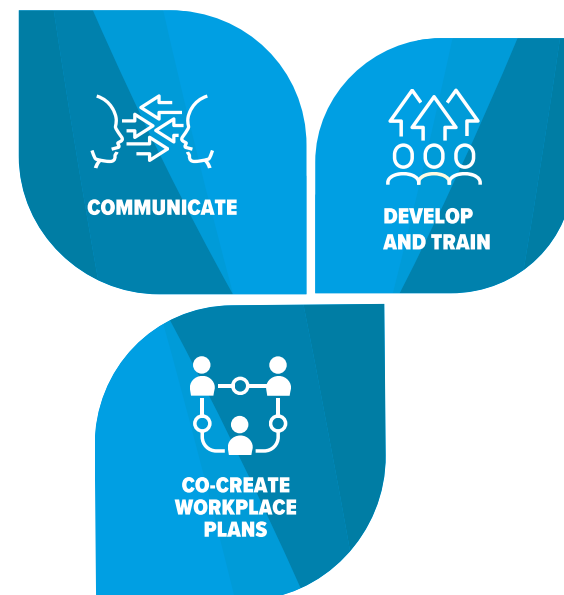 COMMUNICATE
DEVELOP
AND TRAIN
CO-CREATE
WORKPLACE
PLANS